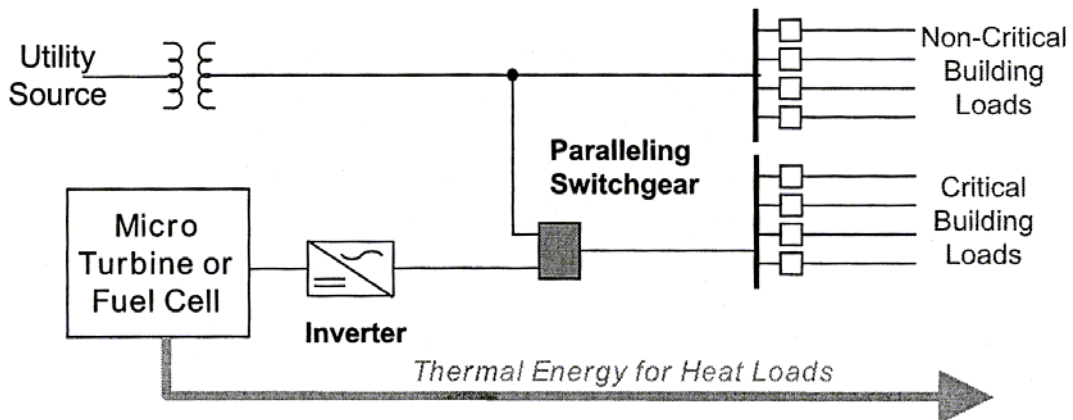 Utility
Source
Non-Critical
Building
Loads
Paralleling
Switchgear
Critical
Building
Loads
Micro
Turbine or
Fuel Cell
Inverter
Thermal Energy for Heat Loads